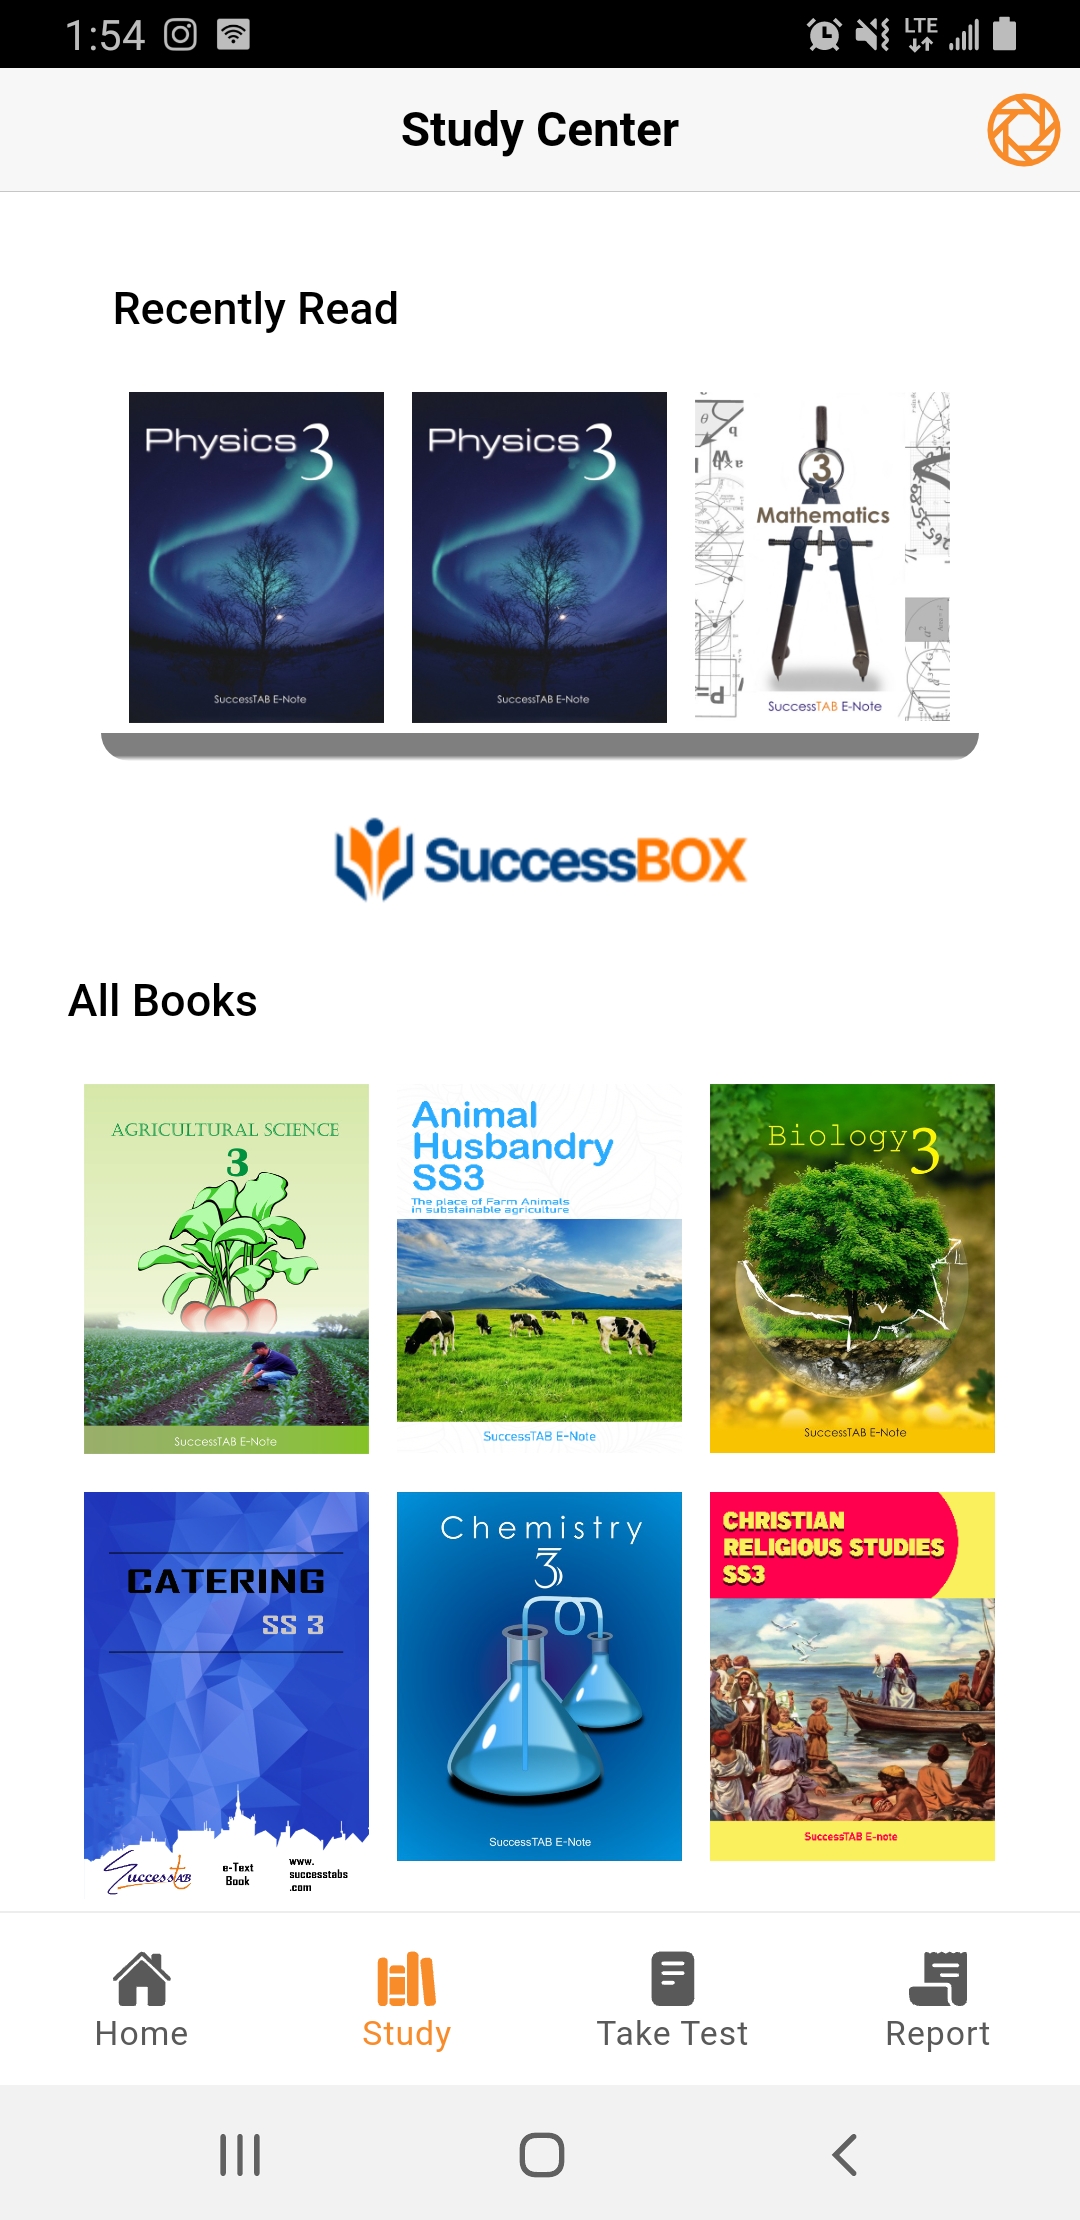 1:54
LTE
Study Center
Recently Read
Physics 3
SuccessTAB E-Note
Physics 3
SuccessTAB E-Note
3
Mathematics
SuccessTAB E-Note
SuccessBOX
All Books
AGRICULTURAL SCIENCE
3
SuccessTAB E-Note
Animal
Husbandry
SS3
The place of Farm Animals
in substainable agriculture
SuccessTAB E-Note
Biology 3
SuccessTAB E-Note
CATERING
SS 3
SuccessTAB
e-Text
Book
www.
successtabs
.com
Chemistry
3
SuccessTAB E-Note
CHRISTIAN
RELIGIOUS STUDIES
SS3
SuccessTAB E-note
Home
Study
Take Test
Report